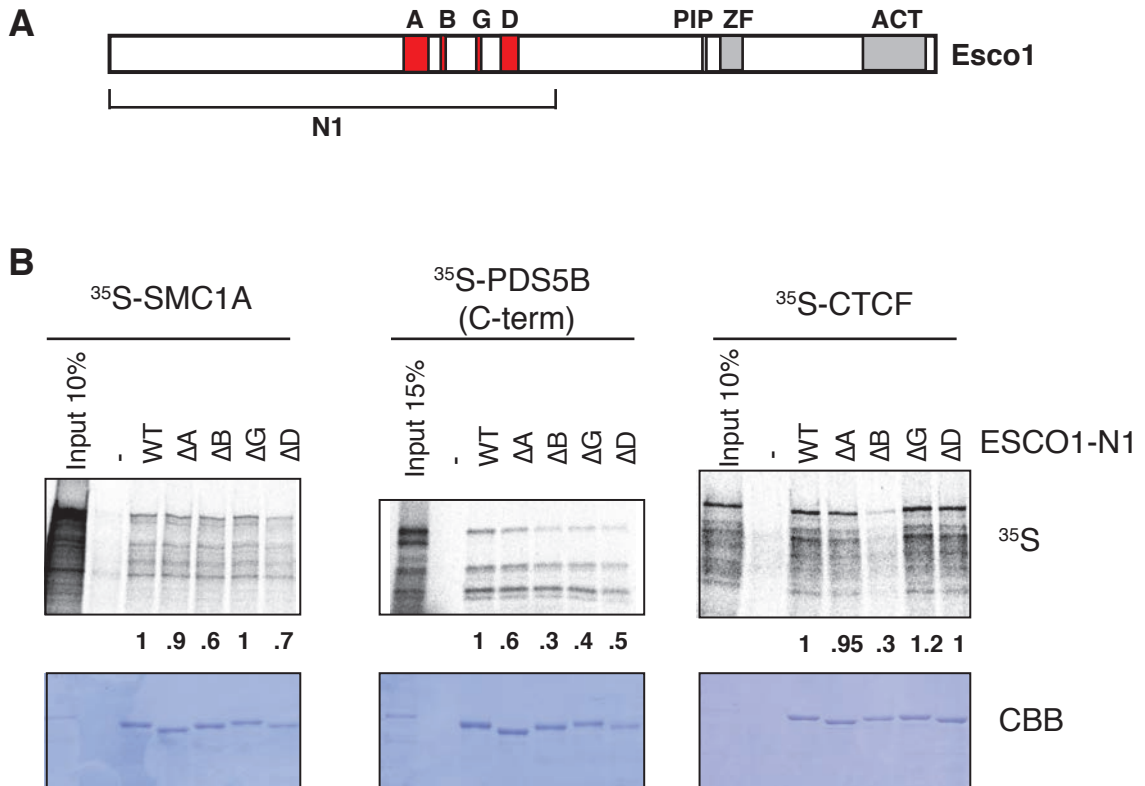 A
A B G D PIP ZF ACT
Esco1
N1
B
³⁵S-SMC1A
Input 10% - WT ΔA ΔB ΔG ΔD
1 .9 .6 1 .7
³⁵S-PDS5B
(C-term)
Input 15% - WT ΔA ΔB ΔG ΔD
1 .6 .3 .4 .5
³⁵S-CTCF
Input 10% - WT ΔA ΔB ΔG ΔD
1 .95 .3 1.2 1
ESCO1-N1
³⁵S
CBB